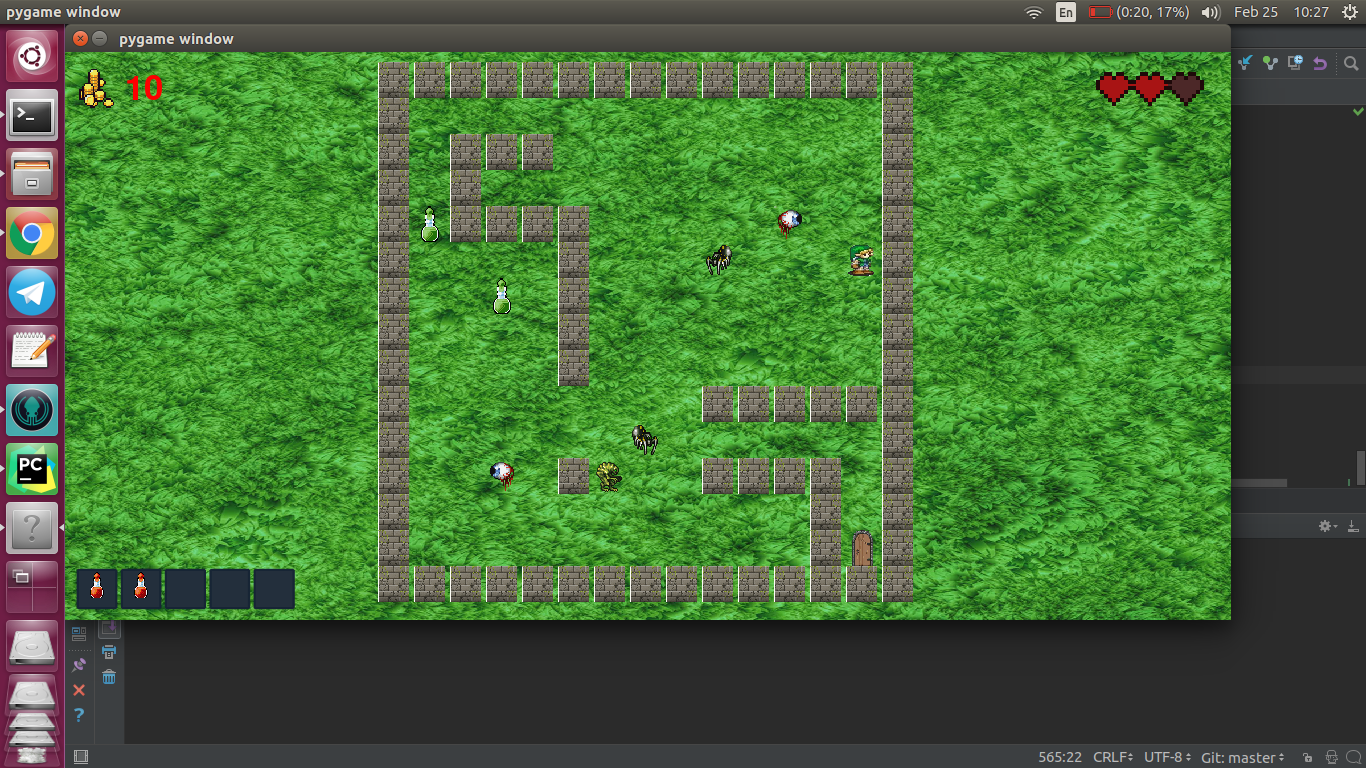 pygame window
En
(0:20, 17%)
Feb 25
10:27
pygame window
10
PC
?
?
565:22 CRLF UTF-8 Git: master